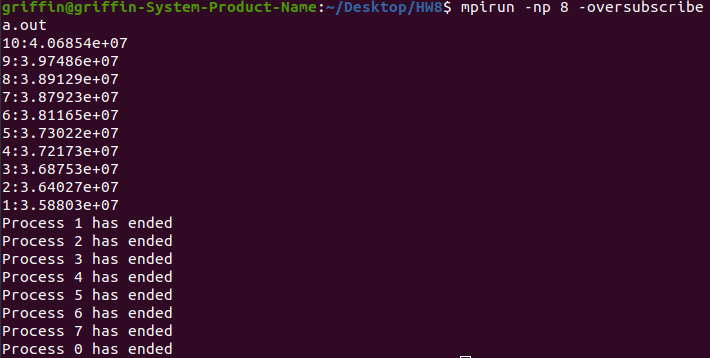 griffin@griffin-System-Product-Name:~/Desktop/HW8$ mpirun -np 8 -oversubscribe
a.out
10:4.06854e+07
9:3.97486e+07
8:3.89129e+07
7:3.87923e+07
6:3.81165e+07
5:3.73022e+07
4:3.72173e+07
3:3.68753e+07
2:3.64027e+07
1:3.58803e+07
Process 1 has ended
Process 2 has ended
Process 3 has ended
Process 4 has ended
Process 5 has ended
Process 6 has ended
Process 7 has ended
Process 0 has ended